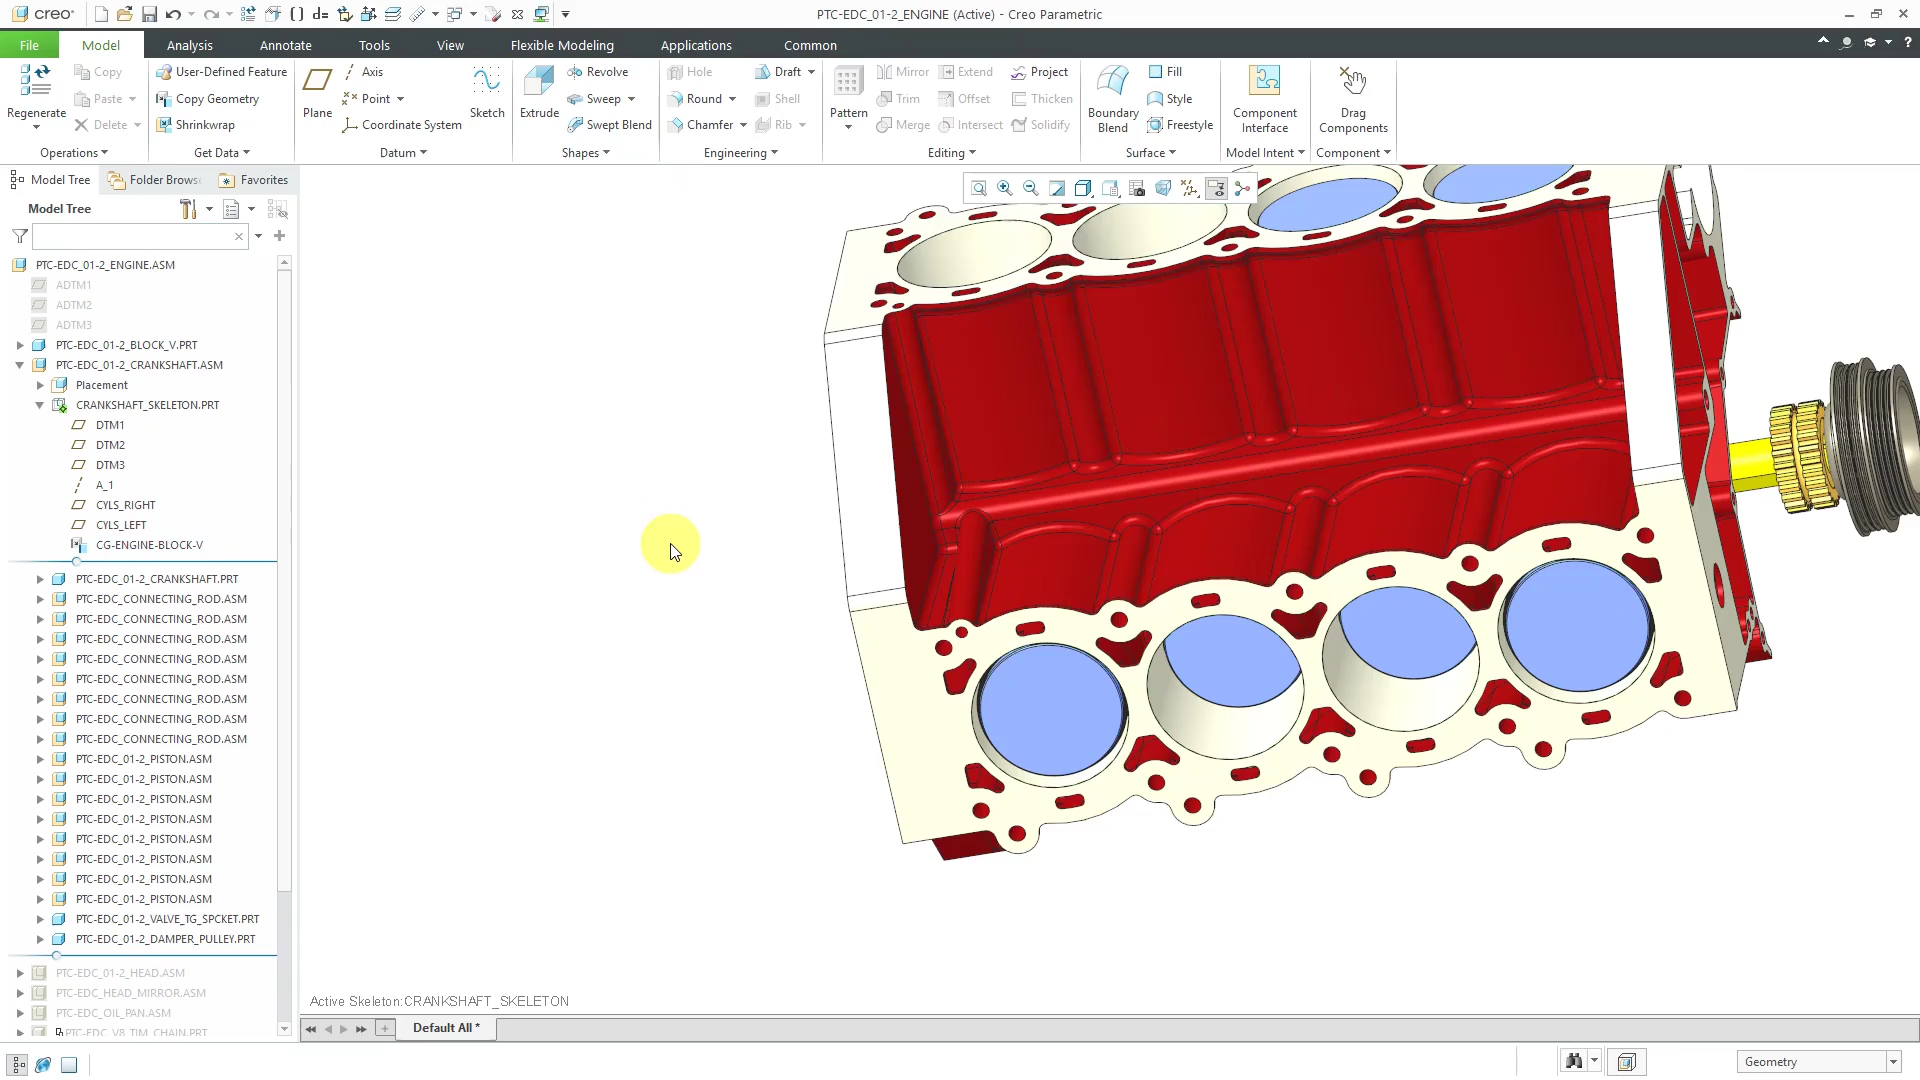 creo
PTC-EDC_01-2_ENGINE (Active) - Creo Parametric
File Model Analysis Annotate Tools View Flexible Modeling Applications Common
Regenerate Copy Paste Delete
Operations
User-Defined Feature
Copy Geometry
Shrinkwrap
Get Data
Plane Axis Point Coordinate System Sketch
Datum
Extrude Revolve Sweep Swept Blend
Shapes
Hole Round Chamfer Draft Shell Rib
Engineering
Pattern Mirror Trim Merge Extend Offset Intersect Project Thicken Solidify
Editing
Boundary Blend Fill Style Freestyle
Surface
Component Interface
Model Intent
Drag Components
Component
Model Tree Folder Brows Favorites
Model Tree
PTC-EDC_01-2_ENGINE.ASM
ADTM1
ADTM2
ADTM3
PTC-EDC_01-2_BLOCK_V.PRT
PTC-EDC_01-2_CRANKSHAFT.ASM
Placement
CRANKSHAFT_SKELETON.PRT
DTM1
DTM2
DTM3
A_1
CYLS_RIGHT
CYLS_LEFT
CG-ENGINE-BLOCK-V
PTC-EDC_01-2_CRANKSHAFT.PRT
PTC-EDC_CONNECTING_ROD.ASM
PTC-EDC_CONNECTING_ROD.ASM
PTC-EDC_CONNECTING_ROD.ASM
PTC-EDC_CONNECTING_ROD.ASM
PTC-EDC_CONNECTING_ROD.ASM
PTC-EDC_CONNECTING_ROD.ASM
PTC-EDC_CONNECTING_ROD.ASM
PTC-EDC_CONNECTING_ROD.ASM
PTC-EDC_01-2_PISTON.ASM
PTC-EDC_01-2_PISTON.ASM
PTC-EDC_01-2_PISTON.ASM
PTC-EDC_01-2_PISTON.ASM
PTC-EDC_01-2_PISTON.ASM
PTC-EDC_01-2_PISTON.ASM
PTC-EDC_01-2_PISTON.ASM
PTC-EDC_01-2_PISTON.ASM
PTC-EDC_01-2_VALVE_TG_SPCKET.PRT
PTC-EDC_01-2_DAMPER_PULLEY.PRT
PTC-EDC_01-2_HEAD.ASM
PTC-EDC_HEAD_MIRROR.ASM
PTC-EDC_OIL_PAN.ASM
PTC-EDC_V8_TIM_CHAIN.PRT
Active Skeleton:CRANKSHAFT_SKELETON
Default All *
Geometry